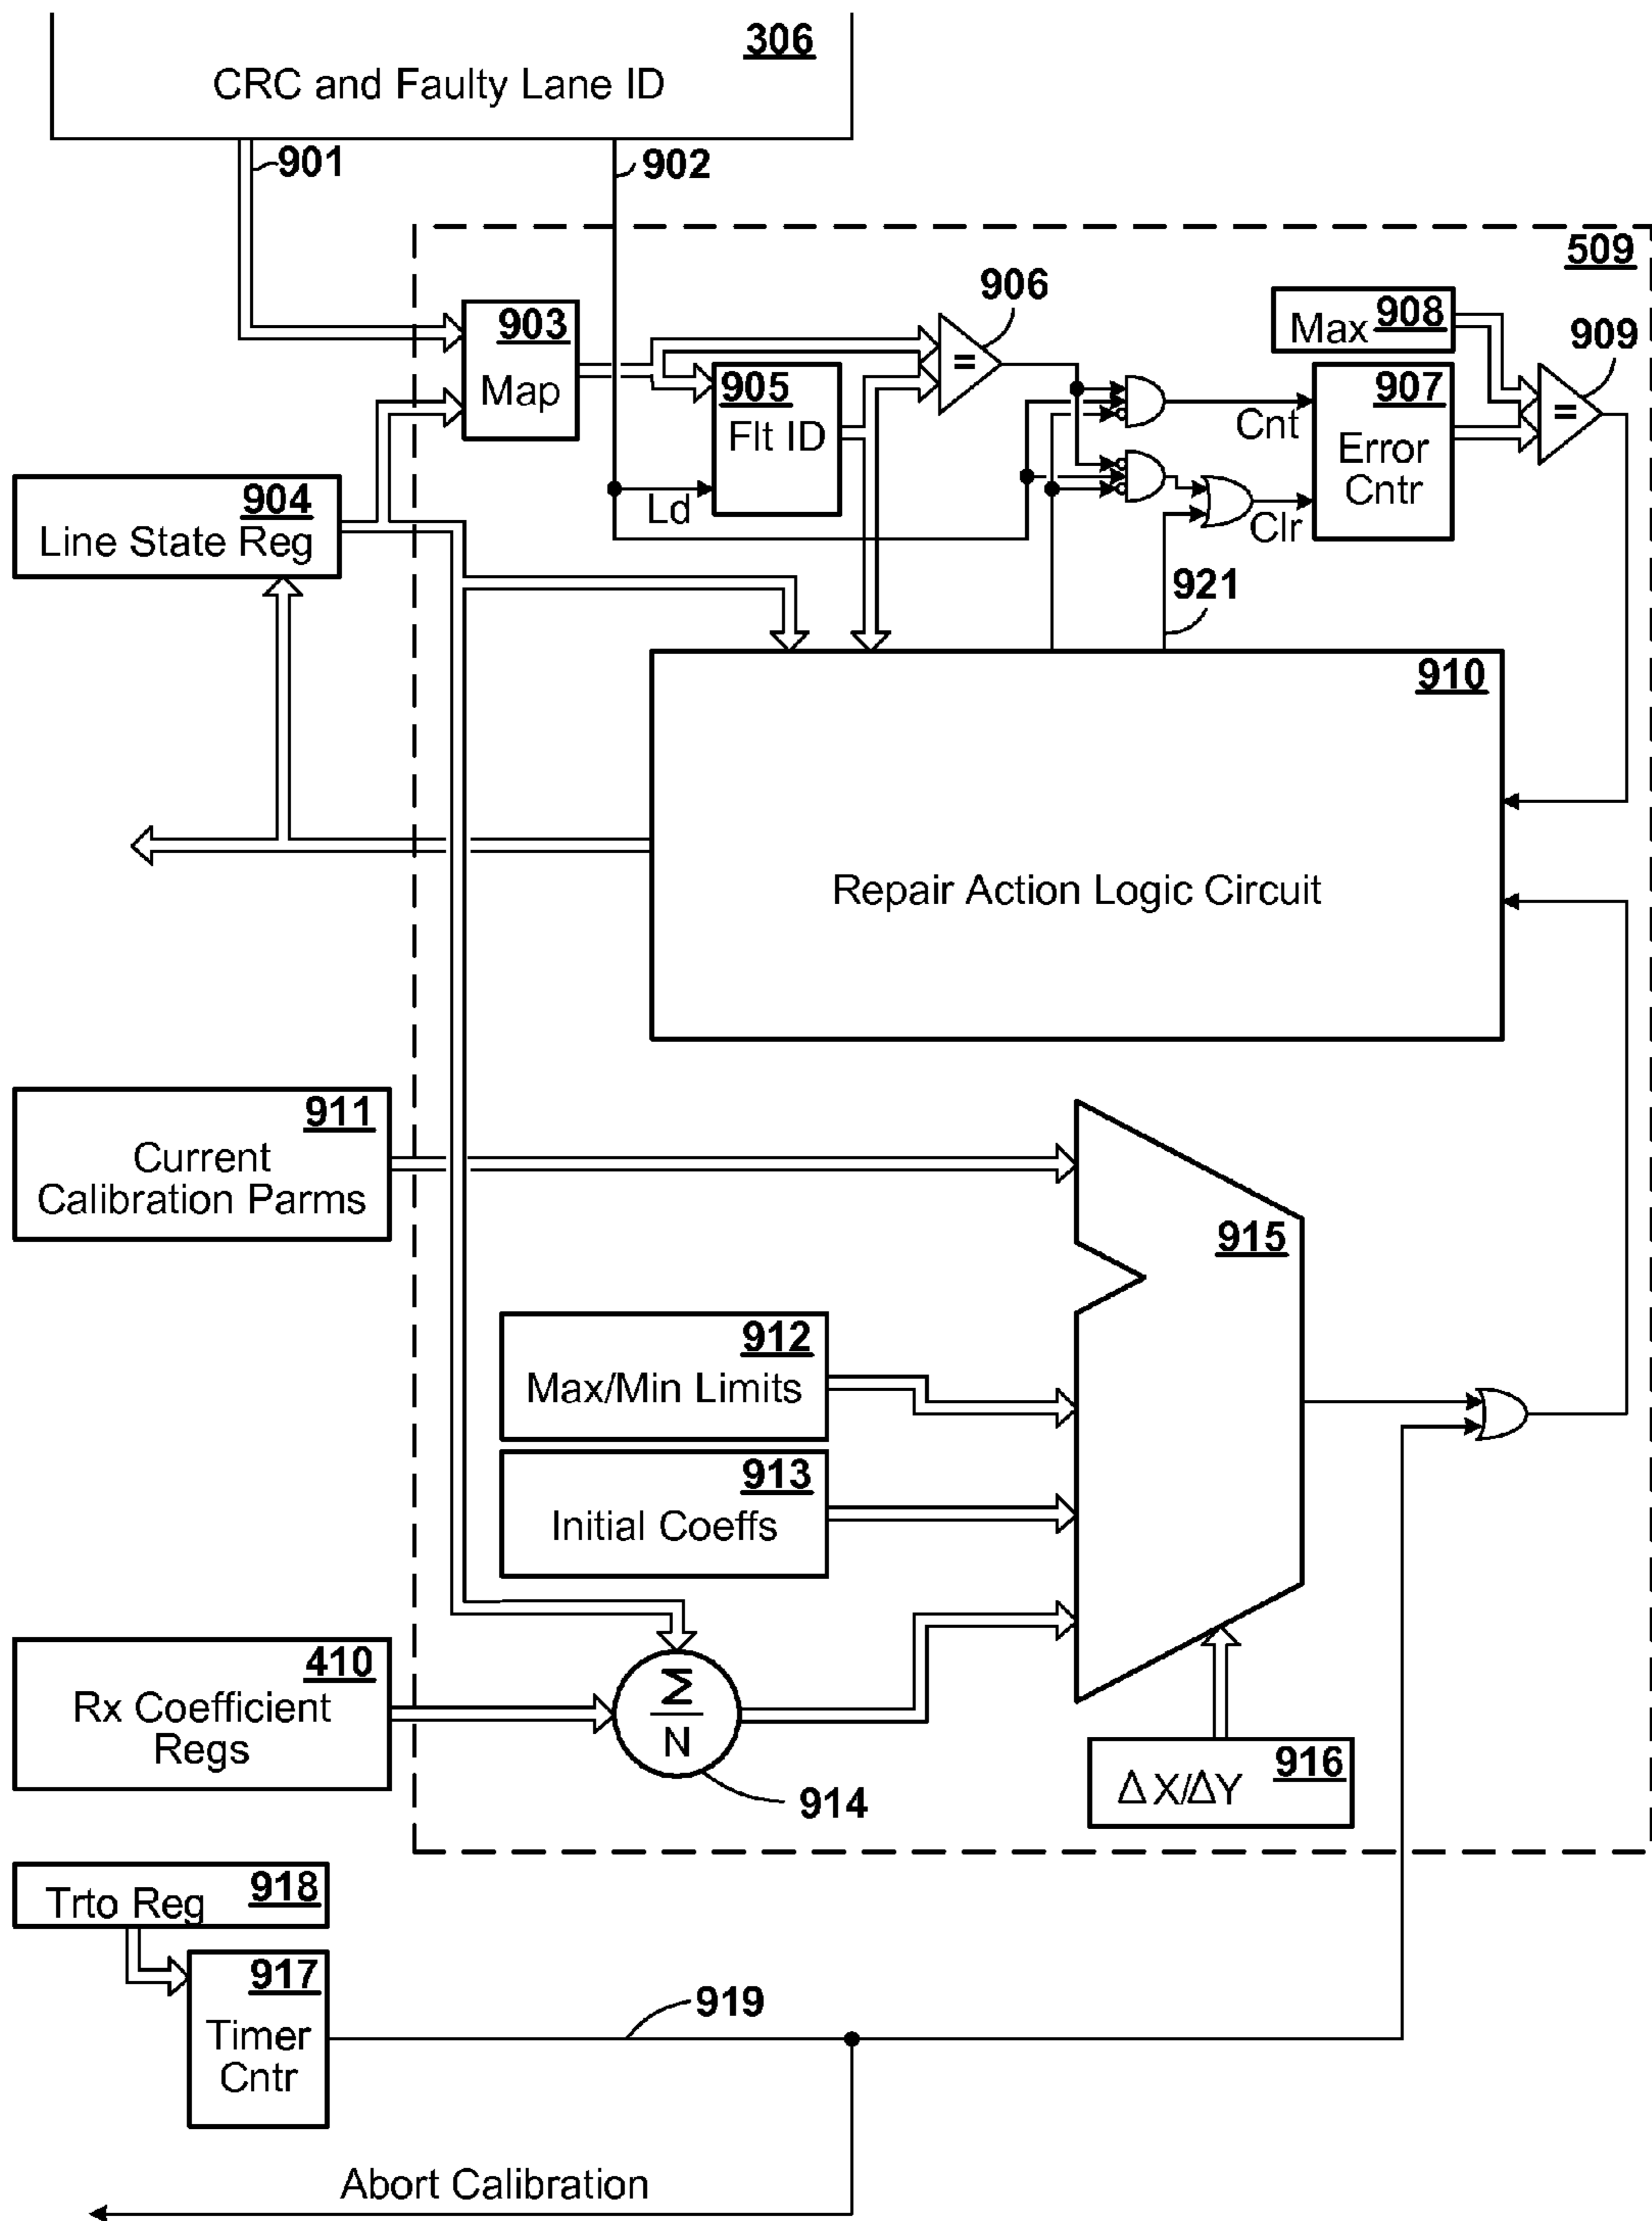 306
CRC and Faulty Lane ID
901
902
509
906
903
Map
905
Flt ID
Ld
Max 908
909
907
Error
Cntr
Cnt
Clr
=
=
904
Line State Reg
921
910
Repair Action Logic Circuit
911
Current
Calibration Parms
915
912
Max/Min Limits
913
Initial Coeffs
410
Rx Coefficient
Regs
Σ
N
914
Δ X/ΔY 916
Trto Reg 918
917
Timer
Cntr
919
Abort Calibration